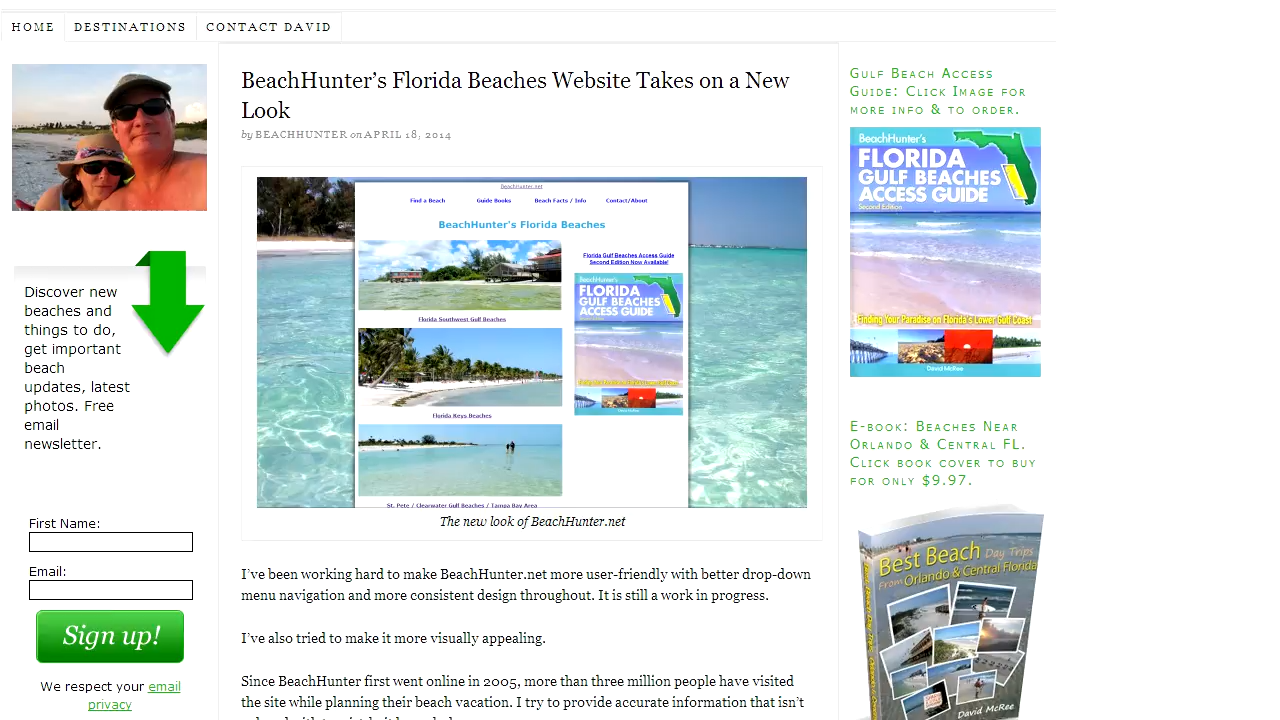 HOME
DESTINATIONS
CONTACT DAVID
Discover new
beaches and
things to do,
get important
beach
updates, latest
photos. Free
email
newsletter.
First Name:
Email:
Sign up!
We respect your email
privacy
BeachHunter’s Florida Beaches Website Takes on a New
Look
by BEACHHUNTER on APRIL 18, 2014
BeachHunter.net
Find a Beach
Guide Books
Beach Facts / Info
Contact/About
BeachHunter's Florida Beaches
Florida Southwest Gulf Beaches
Florida Keys Beaches
St. Pete / Clearwater Gulf Beaches / Tampa Bay Area
Florida Gulf Beaches Access Guide
Second Edition Now Available!
BeachHunter's
FLORIDA
GULF BEACHES
ACCESS GUIDE
The new look of BeachHunter.net
I’ve been working hard to make BeachHunter.net more user-friendly with better drop-down
menu navigation and more consistent design throughout. It is still a work in progress.
I’ve also tried to make it more visually appealing.
Since BeachHunter first went online in 2005, more than three million people have visited
the site while planning their beach vacation. I try to provide accurate information that isn’t
Gulf Beach Access
Guide: Click Image for
more info & to order.
BeachHunter's
FLORIDA
GULF BEACHES
ACCESS GUIDE
Second Edition
Finding Your Paradise on Florida's Lower Gulf Coast
David McRee
E-book: Beaches Near
Orlando & Central FL.
Click book cover to buy
for only $9.97.
Best Beach Day Trips
From Orlando & Central Florida
David McRee